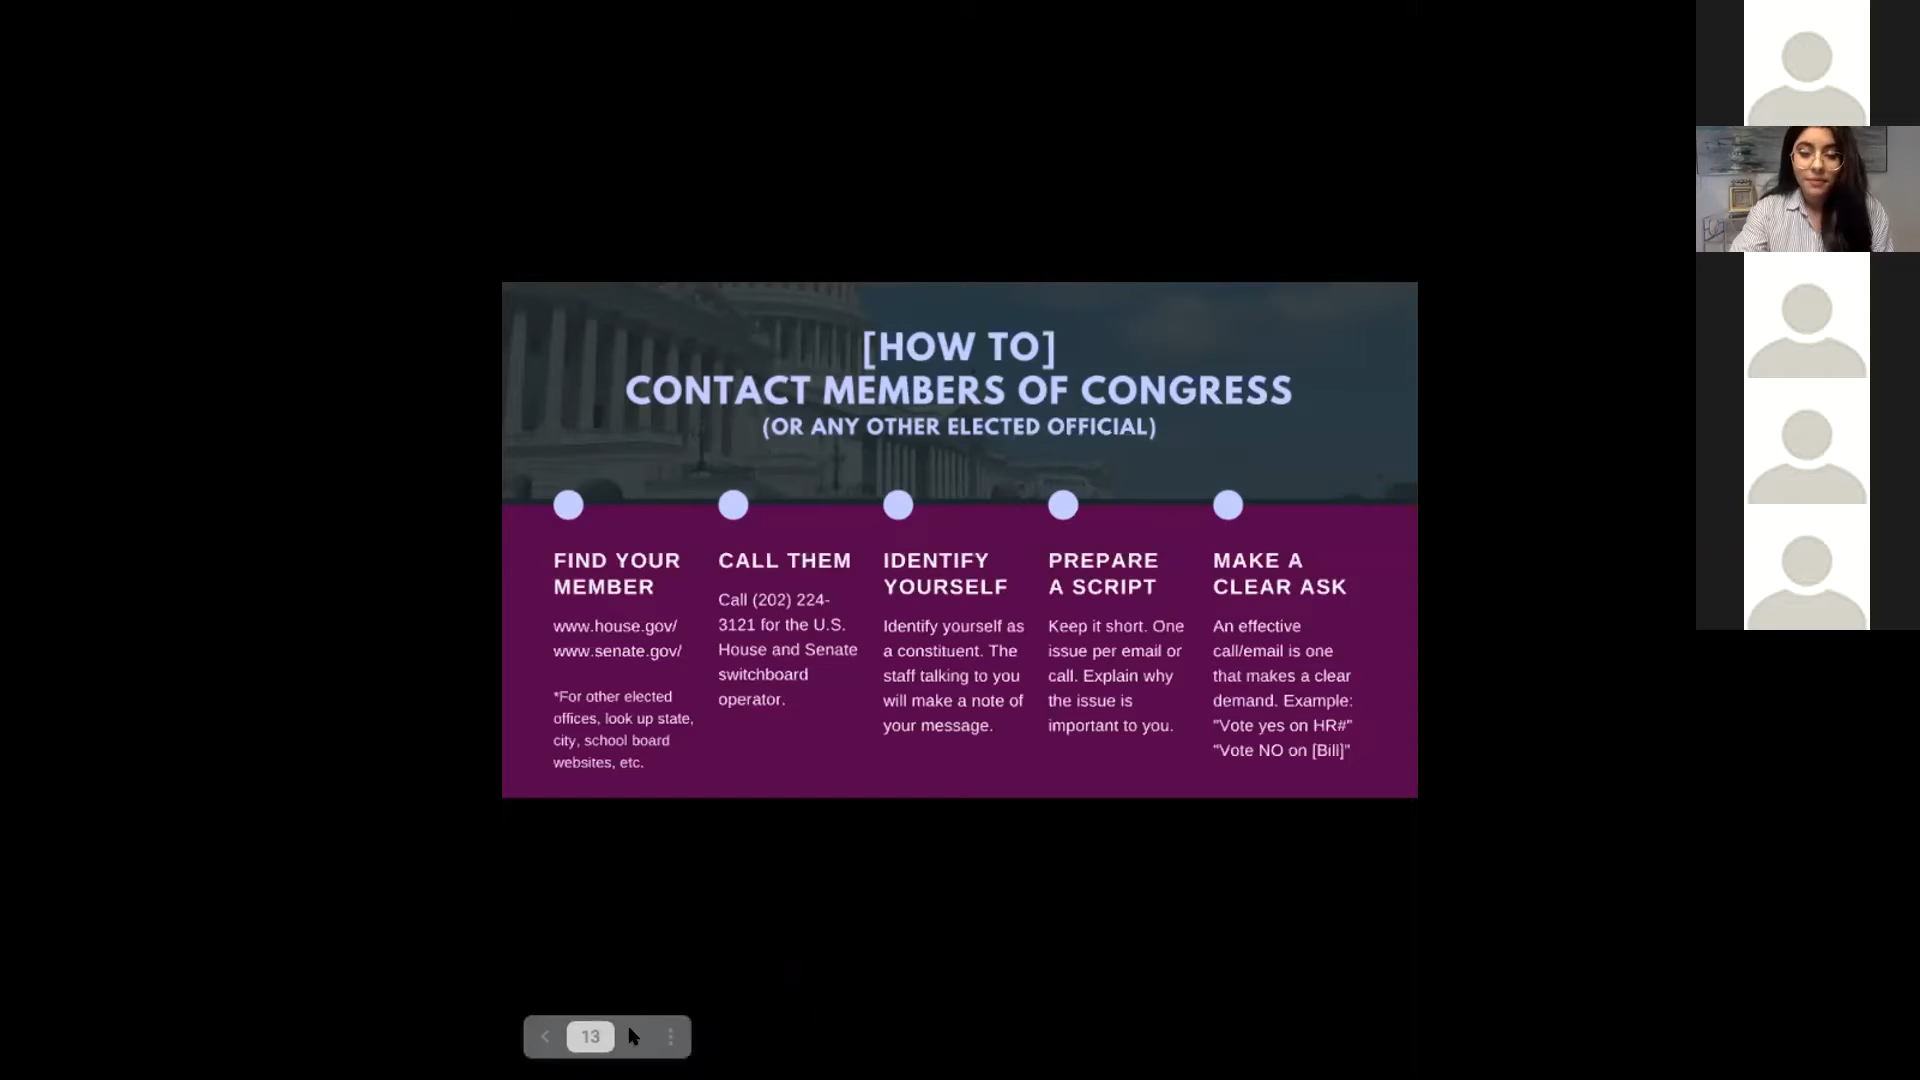 [HOW TO]
CONTACT MEMBERS OF CONGRESS
(OR ANY OTHER ELECTED OFFICIAL)
FIND YOUR
MEMBER
www.house.gov/
www.senate.gov/
*For other elected
offices, look up state,
city, school board
websites, etc.
CALL THEM
Call (202) 224-
3121 for the U.S.
House and Senate
switchboard
operator.
IDENTIFY
YOURSELF
Identify yourself as
a constituent. The
staff talking to you
will make a note of
your message.
PREPARE
A SCRIPT
Keep it short. One
issue per email or
call. Explain why
the issue is
important to you.
MAKE A
CLEAR ASK
An effective
call/email is one
that makes a clear
demand. Example:
"Vote yes on HR#"
"Vote NO on [Bill]"
13